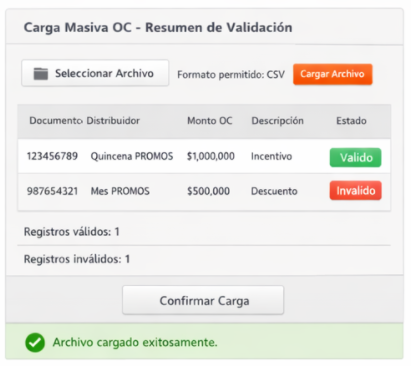 Carga Masiva OC - Resumen de Validación
Seleccionar Archivo Formato permitido: CSV Cargar Archivo
Documento Distribuidor Monto OC Descripción Estado
123456789 Quincena PROMOS $1,000,000 Incentivo Valido
987654321 Mes PROMOS $500,000 Descuento Invalido
Registros válidos: 1
Registros inválidos: 1
Confirmar Carga
Archivo cargado exitosamente.